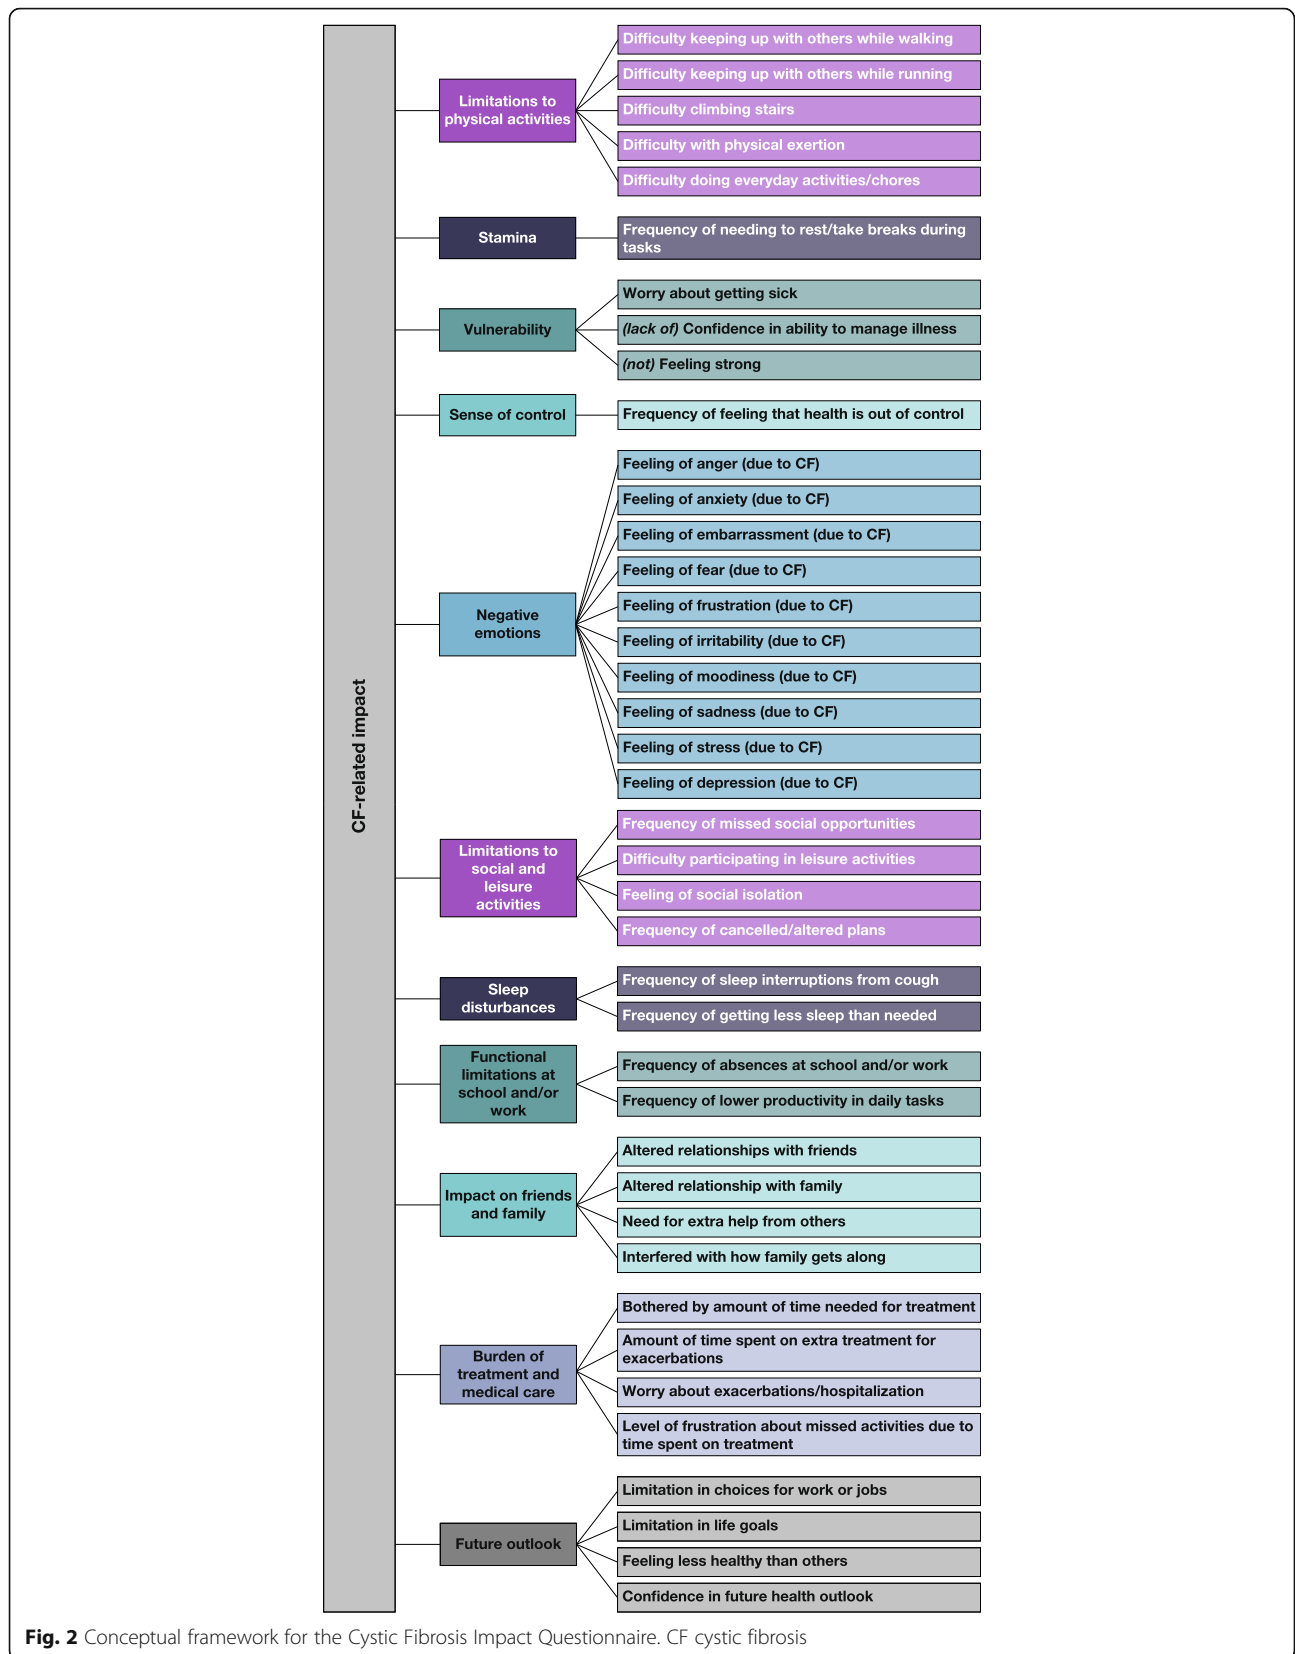 CF-related impact
Limitations to
physical activities
Difficulty keeping up with others while walking
Difficulty keeping up with others while running
Difficulty climbing stairs
Difficulty with physical exertion
Difficulty doing everyday activities/chores
Stamina
Frequency of needing to rest/take breaks during
tasks
Vulnerability
Worry about getting sick
(lack of) Confidence in ability to manage illness
(not) Feeling strong
Sense of control
Frequency of feeling that health is out of control
Negative
emotions
Feeling of anger (due to CF)
Feeling of anxiety (due to CF)
Feeling of embarrassment (due to CF)
Feeling of fear (due to CF)
Feeling of frustration (due to CF)
Feeling of irritability (due to CF)
Feeling of moodiness (due to CF)
Feeling of sadness (due to CF)
Feeling of stress (due to CF)
Feeling of depression (due to CF)
Limitations to
social and
leisure
activities
Frequency of missed social opportunities
Difficulty participating in leisure activities
Feeling of social isolation
Frequency of cancelled/altered plans
Sleep
disturbances
Frequency of sleep interruptions from cough
Frequency of getting less sleep than needed
Functional
limitations at
school and/or
work
Frequency of absences at school and/or work
Frequency of lower productivity in daily tasks
Impact on friends
and family
Altered relationships with friends
Altered relationship with family
Need for extra help from others
Interfered with how family gets along
Burden of
treatment and
medical care
Bothered by amount of time needed for treatment
Amount of time spent on extra treatment for
exacerbations
Worry about exacerbations/hospitalization
Level of frustration about missed activities due to
time spent on treatment
Future outlook
Limitation in choices for work or jobs
Limitation in life goals
Feeling less healthy than others
Confidence in future health outlook
Fig. 2 Conceptual framework for the Cystic Fibrosis Impact Questionnaire. CF cystic fibrosis